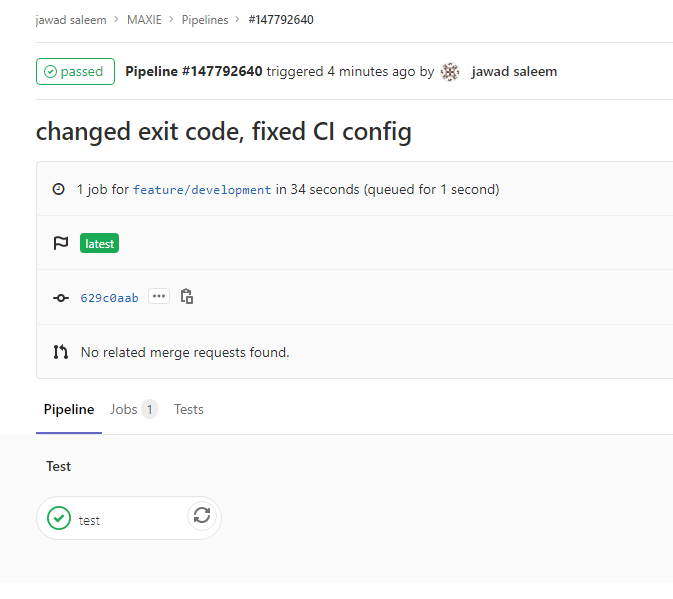 jawad saleem > MAXIE > Pipelines > #147792640
passed Pipeline #147792640 triggered 4 minutes ago by jawad saleem
changed exit code, fixed CI config
1 job for feature/development in 34 seconds (queued for 1 second)
latest
629c0aab ...
No related merge requests found.
Pipeline Jobs 1 Tests
Test
test